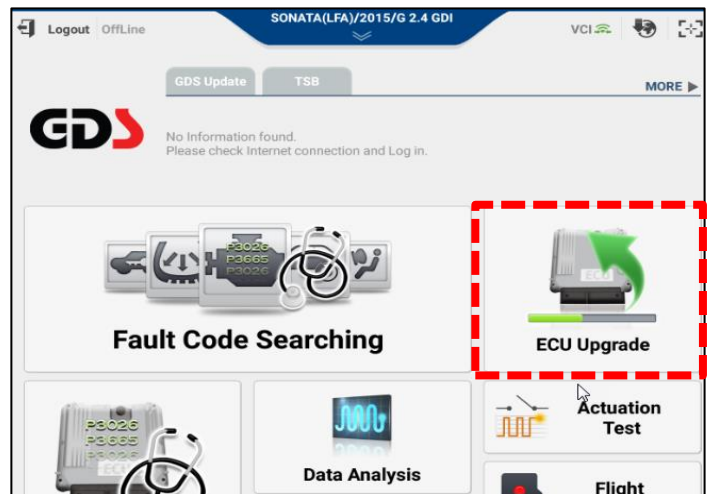 Logout OffLine
SONATA(LFA)/2015/G 2.4 GDI
VCI
GDS Update
TSB
MORE
GDS
No Information found.
Please check Internet connection and Log in.
P3026
P3665
P3026
Fault Code Searching
ECU
ECU Upgrade
P3026
P3665
P3026
ECU
Data Analysis
Actuation
Test
Flight